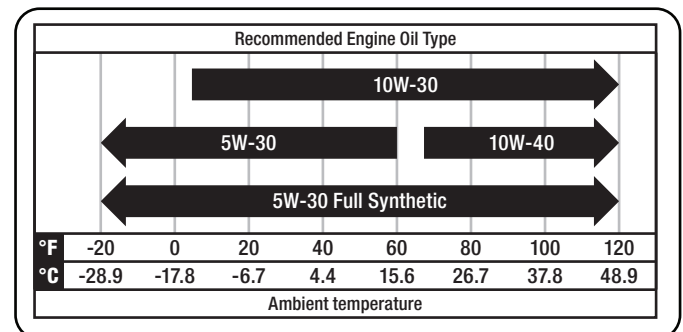 Recommended Engine Oil Type
10W-30
5W-30 10W-40
5W-30 Full Synthetic
°F -20 0 20 40 60 80 100 120
°C -28.9 -17.8 -6.7 4.4 15.6 26.7 37.8 48.9
Ambient temperature